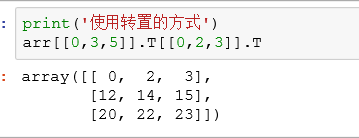 print('使用转置的方式')
arr[[0,3,5]].T[[0,2,3]].T
array([[ 0,  2,  3],
       [12, 14, 15],
       [20, 22, 23]])